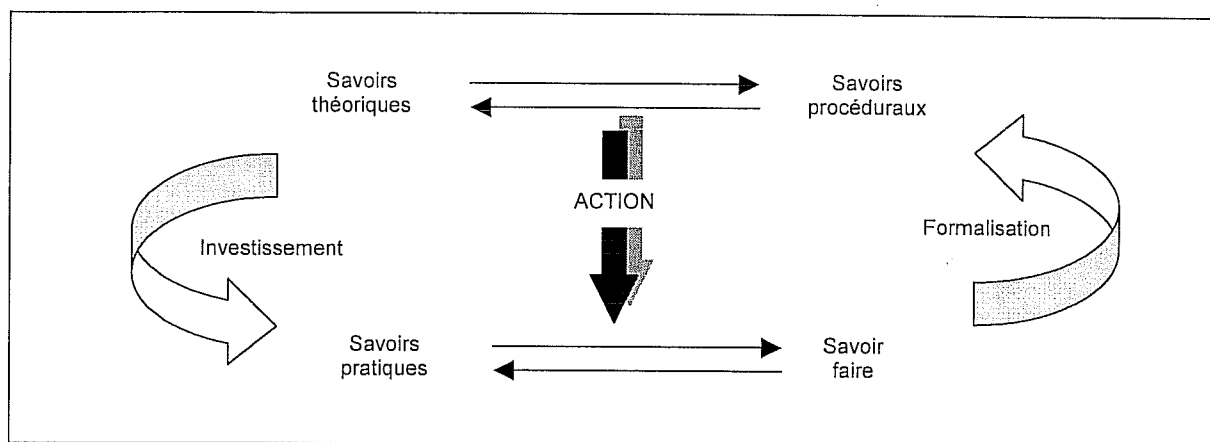 Savoirs
théoriques
Savoirs
procéduraux
ACTION
Investissement
Formalisation
Savoirs
pratiques
Savoir
faire